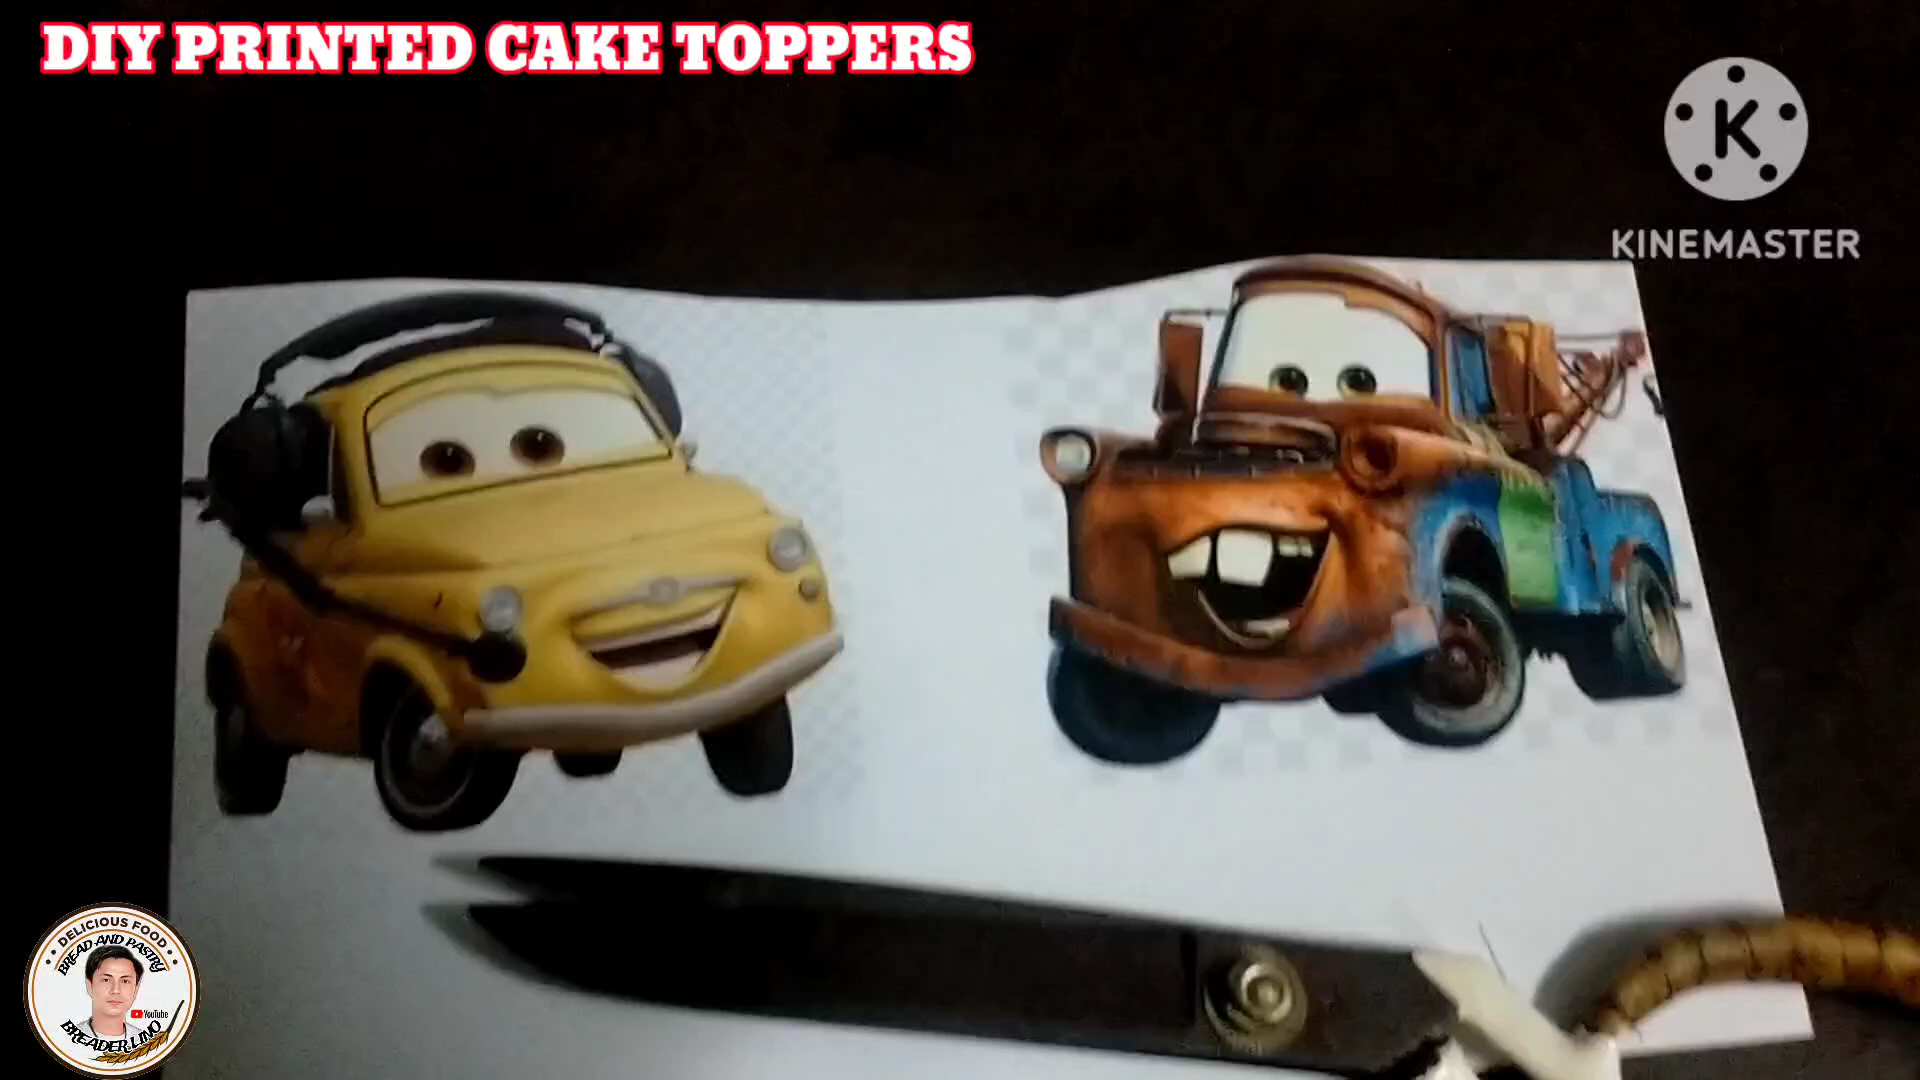 DIY PRINTED CAKE TOPPERS
K
KINEMASTER
DELICIOUS FOOD
BREAD AND PASTRY
YouTube
BREADER LINO